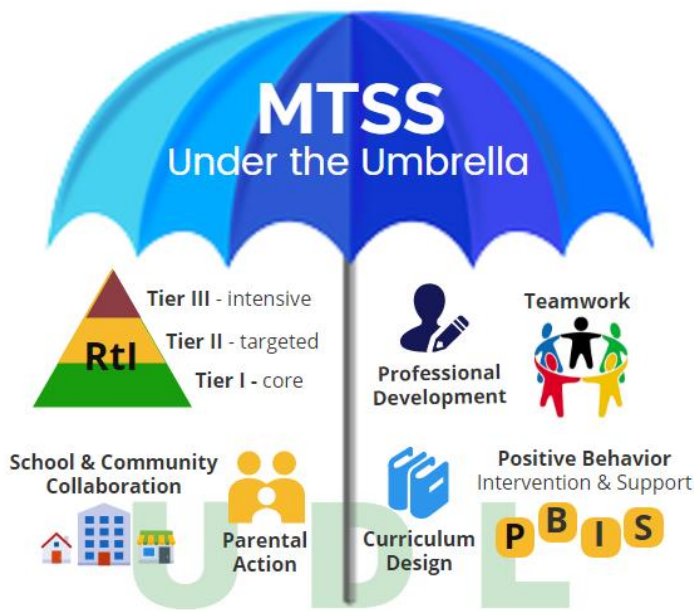 MTSS
Under the Umbrella
Tier III - intensive
Tier II - targeted
Tier I - core
RtI
Professional
Development
Teamwork
School & Community
Collaboration
Parental
Action
Curriculum
Design
Positive Behavior
Intervention & Support
P B I S
UDL